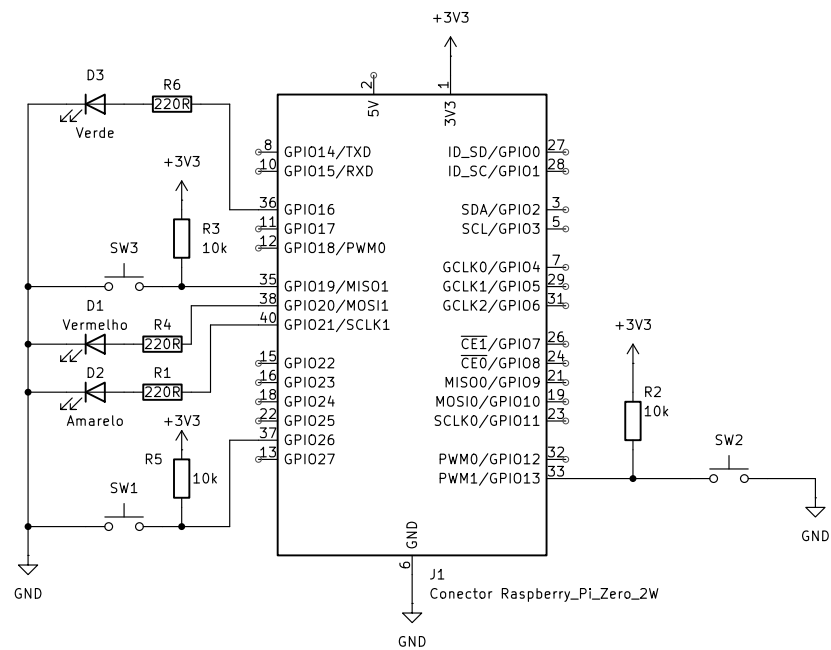 +3V3
D3
R6
220R
Verde
2
5V
1
3V3
8
GPIO14/TXD
10
GPIO15/RXD
36
GPIO16
11
GPIO17
12
GPIO18/PWM0
35
GPIO19/MISO1
38
GPIO20/MOSI1
40
GPIO21/SCLK1
15
GPIO22
16
GPIO23
18
GPIO24
22
GPIO25
37
GPIO26
13
GPIO27
ID_SD/GPIO0
27
ID_SC/GPIO1
28
SDA/GPIO2
3
SCL/GPIO3
5
GCLK0/GPIO4
7
GCLK1/GPIO5
29
GCLK2/GPIO6
31
CE1/GPIO7
26
CE0/GPIO8
24
MISO0/GPIO9
21
MOSI0/GPIO10
19
SCLK0/GPIO11
23
PWM0/GPIO12
32
PWM1/GPIO13
33
+3V3
R3
10k
SW3
D1
Vermelho
R4
220R
D2
R1
220R
Amarelo
+3V3
R5
10k
SW1
GND
+3V3
R2
10k
SW2
GND
GND
6
J1
Conector Raspberry_Pi_Zero_2W
GND